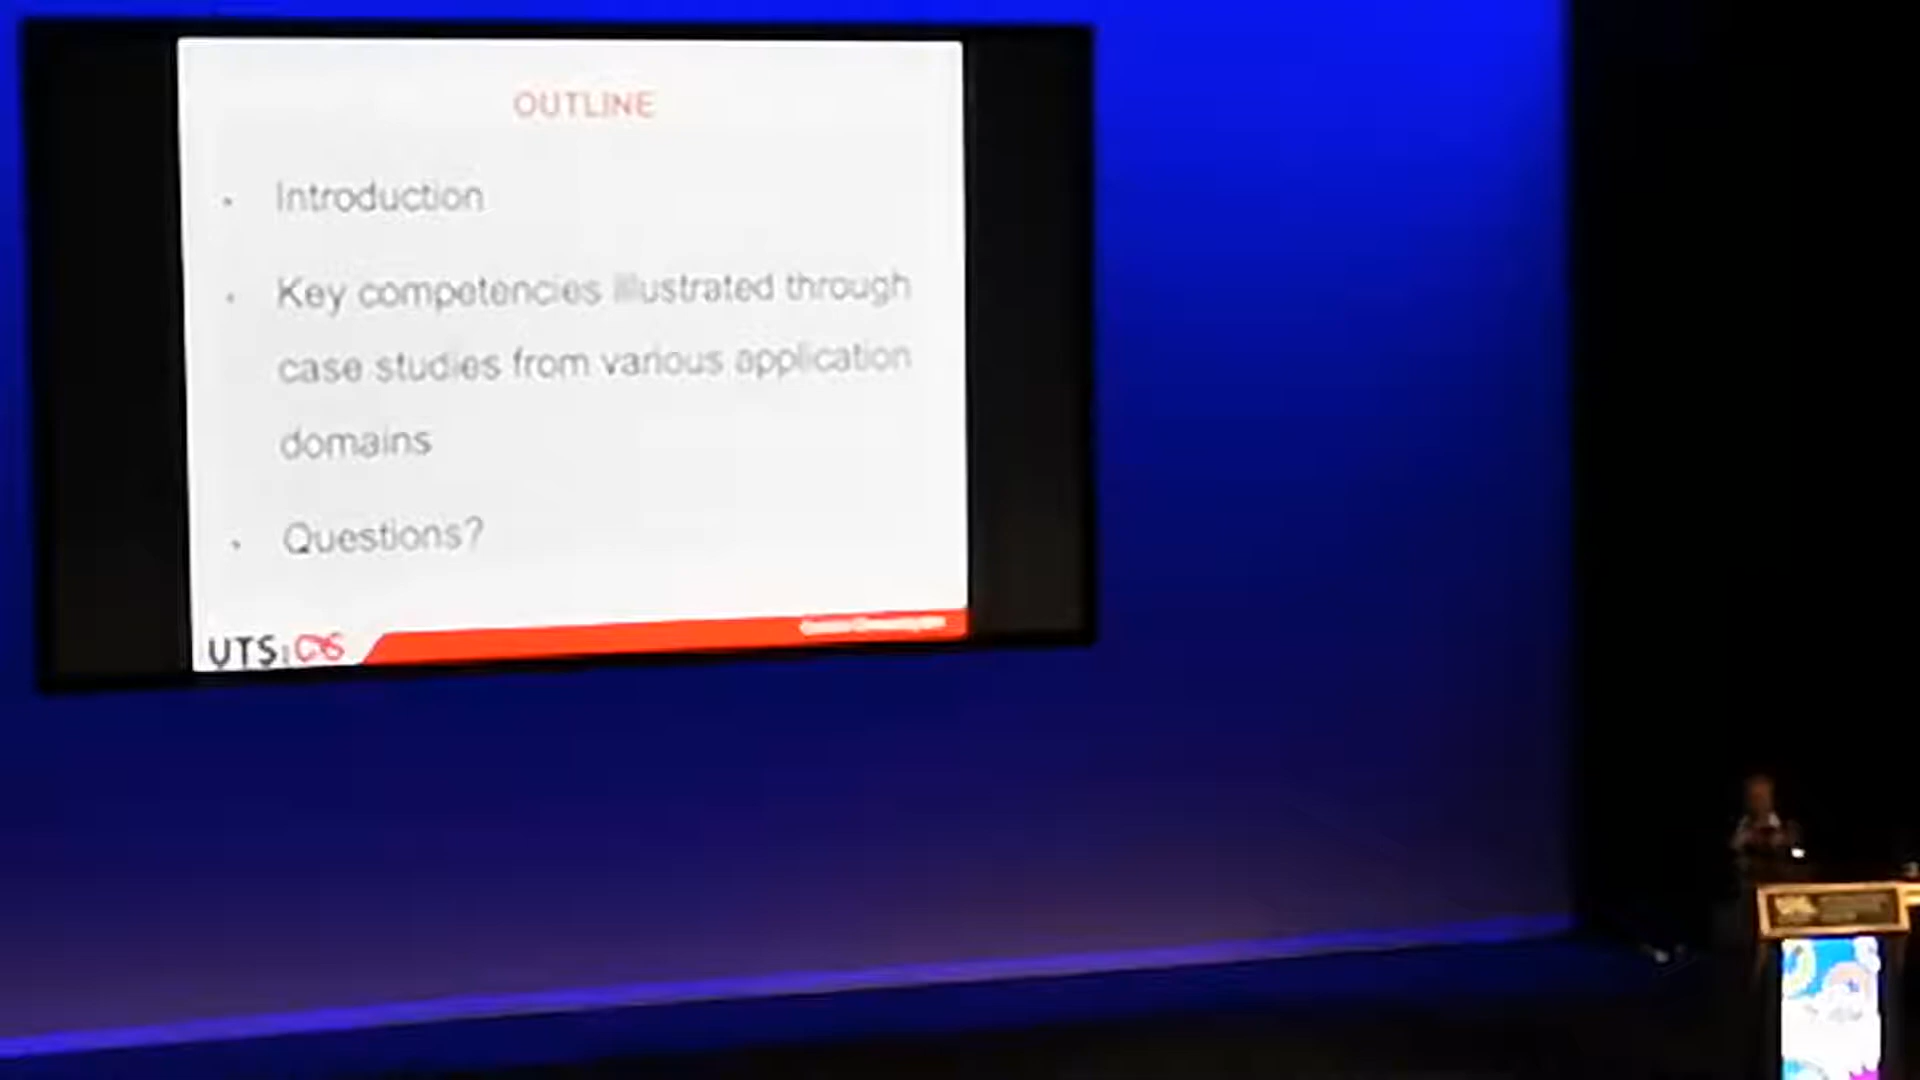 OUTLINE
• Introduction
• Key competencies illustrated through
case studies from various application
domains
• Questions?
UTS: